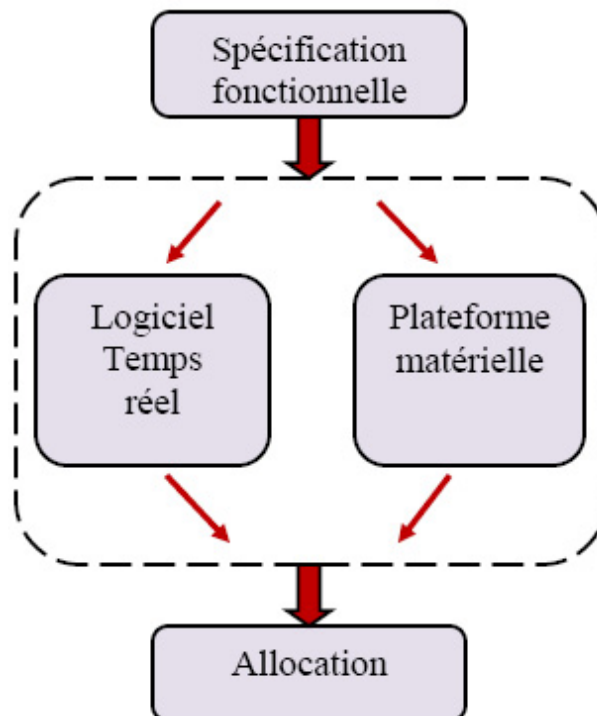 Spécification
fonctionnelle
Logiciel
Temps
réel
Plateforme
matérielle
Allocation